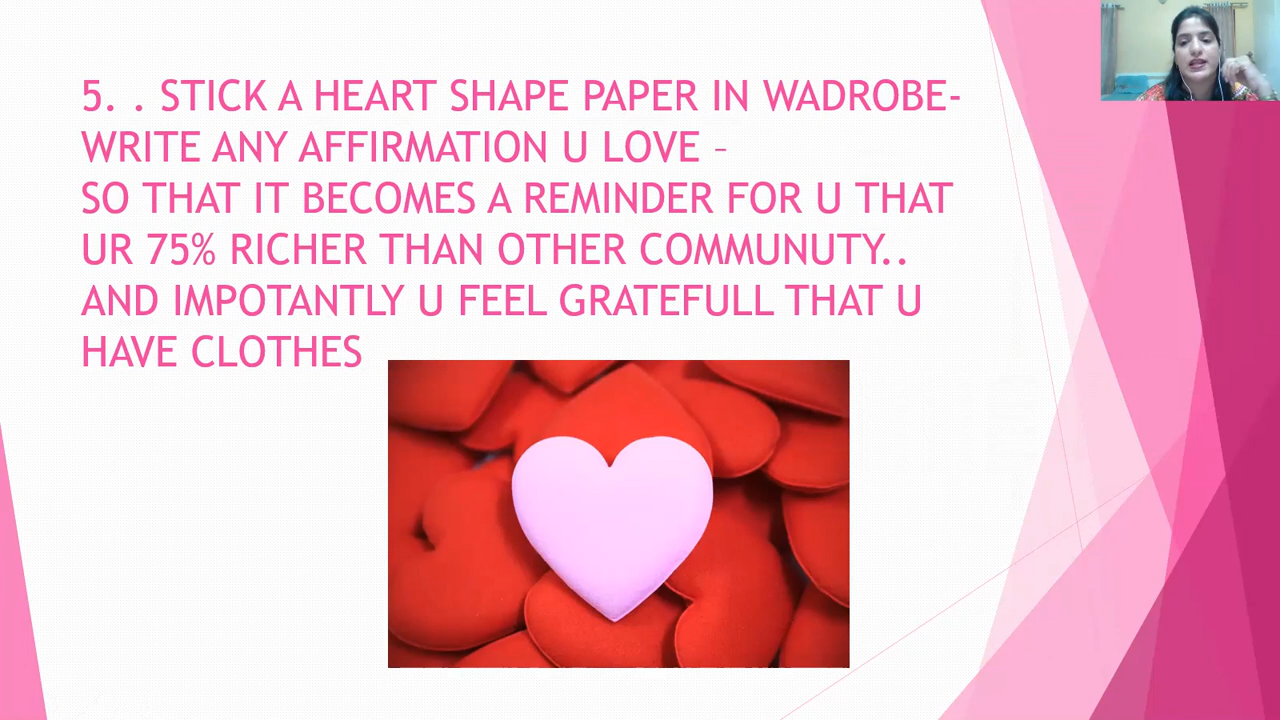 5. . STICK A HEART SHAPE PAPER IN WADROBE-
WRITE ANY AFFIRMATION U LOVE –
SO THAT IT BECOMES A REMINDER FOR U THAT
UR 75% RICHER THAN OTHER COMMUNUTY..
AND IMPOTANTLY U FEEL GRATEFULL THAT U
HAVE CLOTHES